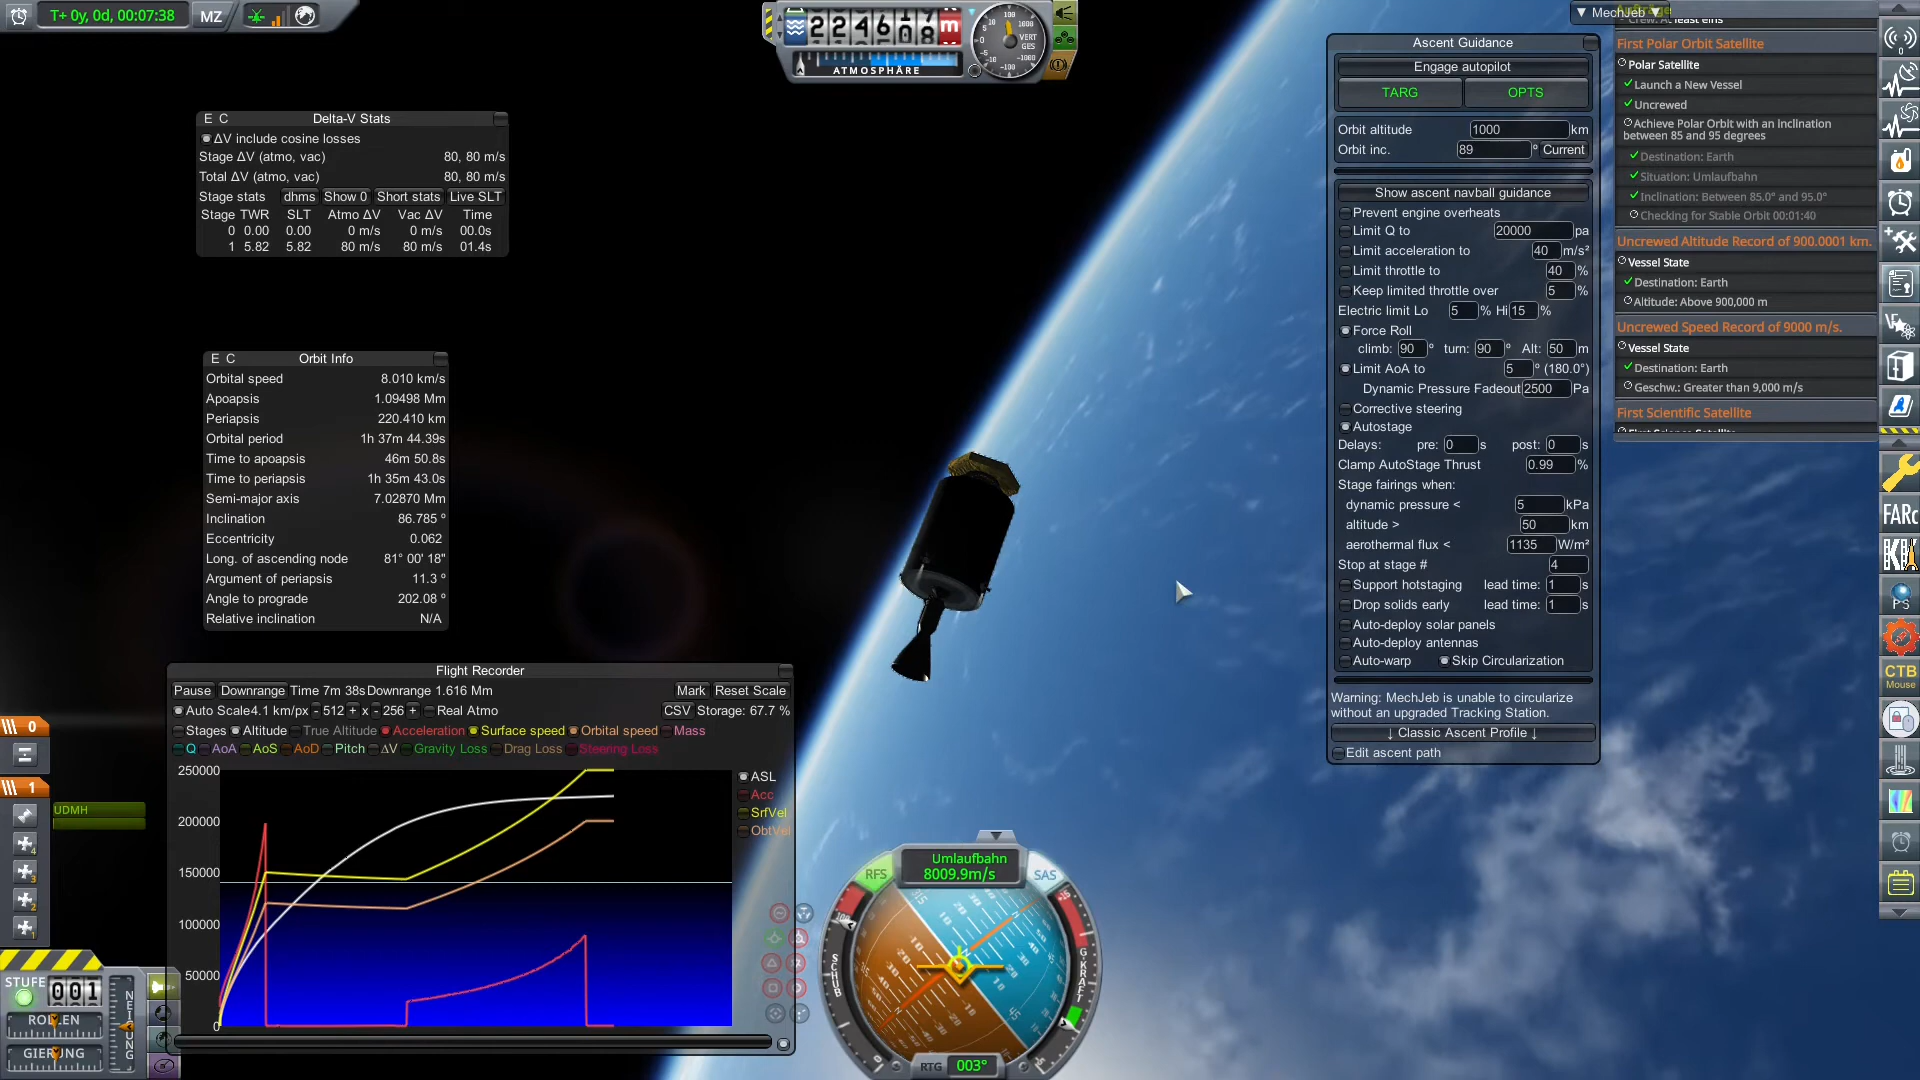 T+ 0y, 0d, 00:07:38
MZ
ATMOSPHÄRE
VERT
GES
MechJeb
E C Delta-V Stats
ΔV include cosine losses
Stage ΔV (atmo, vac) 80, 80 m/s
Total ΔV (atmo, vac) 80, 80 m/s
Stage stats dhms Show 0 Short stats Live SLT
Stage TWR SLT Atmo ΔV Vac ΔV Time
0 0.00 0.00 0 m/s 0 m/s 00.0s
1 5.82 5.82 80 m/s 80 m/s 01.4s
E C Orbit Info
Orbital speed 8.010 km/s
Apoapsis 1.09498 Mm
Periapsis 220.410 km
Orbital period 1h 37m 44.39s
Time to apoapsis 46m 50.8s
Time to periapsis 1h 35m 43.0s
Semi-major axis 7.02870 Mm
Inclination 86.785 º
Eccentricity 0.062
Long. of ascending node 81° 00' 18"
Argument of periapsis 11.3 º
Angle to prograde 202.08 º
Relative inclination N/A
Flight Recorder
Pause Downrange Time 7m 38s Downrange 1.616 Mm Mark Reset Scale
Auto Scale 4.1 km/px - 512 + x - 256 + Real Atmo CSV Storage: 67.7 %
Stages Altitude True Altitude Acceleration Surface speed Orbital speed Mass
Q AoA AoS AoD Pitch ΔV Gravity Loss Drag Loss Steering Loss
250000
200000
150000
100000
50000
0
ASL
Acc
SrfVel
ObtVel
0
1
UDMH
STUFE 001
ROLLEN
GIERUNG
NEIGUNG
Umlaufbahn
8009.9m/s
RFS
SAS
SCHUB
G-KRAFT
RTG 003°
Ascent Guidance
Engage autopilot
TARG OPTS
Orbit altitude 1000 km
Orbit inc. 89 º Current
Show ascent navball guidance
Prevent engine overheats
Limit Q to 20000 pa
Limit acceleration to 40 m/s²
Limit throttle to 40 %
Keep limited throttle over 5 %
Electric limit Lo 5 % Hi 15 %
Force Roll
climb: 90 º turn: 90 º Alt: 50 m
Limit AoA to 5 º (180.0°)
Dynamic Pressure Fadeout 2500 Pa
Corrective steering
Autostage
Delays: pre: 0 s post: 0 s
Clamp AutoStage Thrust 0.99 %
Stage fairings when:
dynamic pressure < 5 kPa
altitude > 50 km
aerothermal flux < 1135 W/m²
Stop at stage # 4
Support hotstaging lead time: 1 s
Drop solids early lead time: 1 s
Auto-deploy solar panels
Auto-deploy antennas
Auto-warp Skip Circularization
Warning: MechJeb is unable to circularize
without an upgraded Tracking Station.
↓ Classic Ascent Profile ↓
Edit ascent path
Crew: At least eins
First Polar Orbit Satellite
Polar Satellite
Launch a New Vessel
Uncrewed
Achieve Polar Orbit with an inclination
between 85 and 95 degrees
Destination: Earth
Situation: Umlaufbahn
Inclination: Between 85.0° and 95.0°
Checking for Stable Orbit 00:01:40
Uncrewed Altitude Record of 900.0001 km.
Vessel State
Destination: Earth
Altitude: Above 900,000 m
Uncrewed Speed Record of 9000 m/s.
Vessel State
Destination: Earth
Geschw.: Greater than 9,000 m/s
First Scientific Satellite
FARc
PS
CTB
Mouse